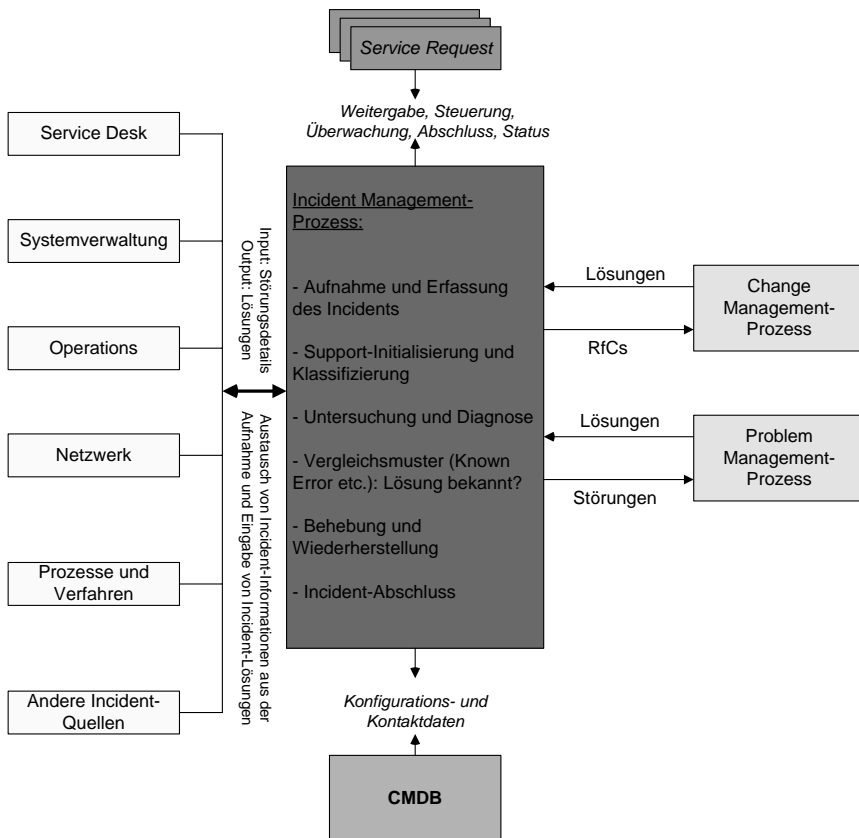 Service Request
Weitergabe, Steuerung,
Überwachung, Abschluss, Status
Service Desk
Systemverwaltung
Operations
Netzwerk
Prozesse und
Verfahren
Andere Incident-
Quellen
Input: Störungsdetails
Output: Lösungen
Austausch von Incident-Informationen aus der
Aufnahme und Eingabe von Incident-Lösungen
Incident Management-
Prozess:
- Aufnahme und Erfassung
des Incidents
- Support-Initialisierung und
Klassifizierung
- Untersuchung und Diagnose
- Vergleichsmuster (Known
Error etc.): Lösung bekannt?
- Behebung und
Wiederherstellung
- Incident-Abschluss
Lösungen
RfCs
Change
Management-
Prozess
Lösungen
Störungen
Problem
Management-
Prozess
Konfigurations- und
Kontaktdaten
CMDB